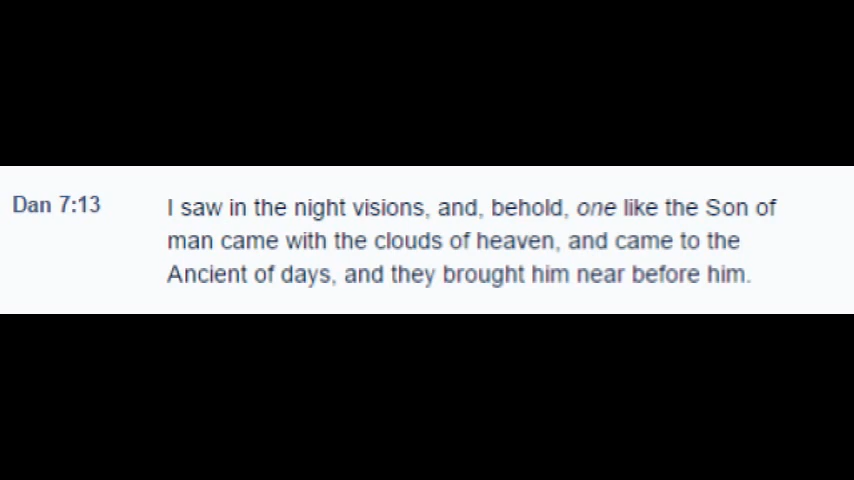 Dan 7:13
I saw in the night visions, and, behold, one like the Son of
man came with the clouds of heaven, and came to the
Ancient of days, and they brought him near before him.